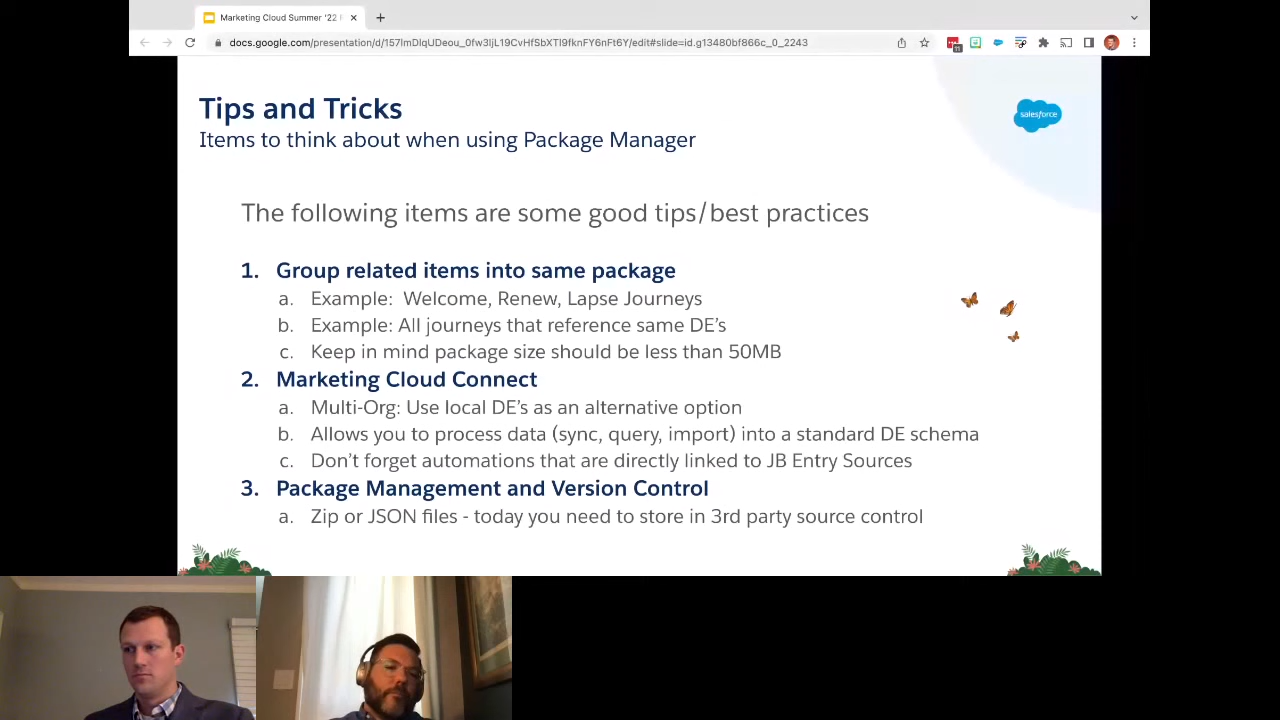 Marketing Cloud Summer '22
docs.google.com/presentation/d/157lmDlqUDeou_0fw3ljL19CvHfSbXTl9fknFY6nFt6Y/edit#slide=id.g13480bf866c_0_2243
11
Tips and Tricks
salesforce
Items to think about when using Package Manager
The following items are some good tips/best practices
1. Group related items into same package
a. Example: Welcome, Renew, Lapse Journeys
b. Example: All journeys that reference same DE's
c. Keep in mind package size should be less than 50MB
2. Marketing Cloud Connect
a. Multi-Org: Use local DE's as an alternative option
b. Allows you to process data (sync, query, import) into a standard DE schema
c. Don't forget automations that are directly linked to JB Entry Sources
3. Package Management and Version Control
a. Zip or JSON files - today you need to store in 3rd party source control